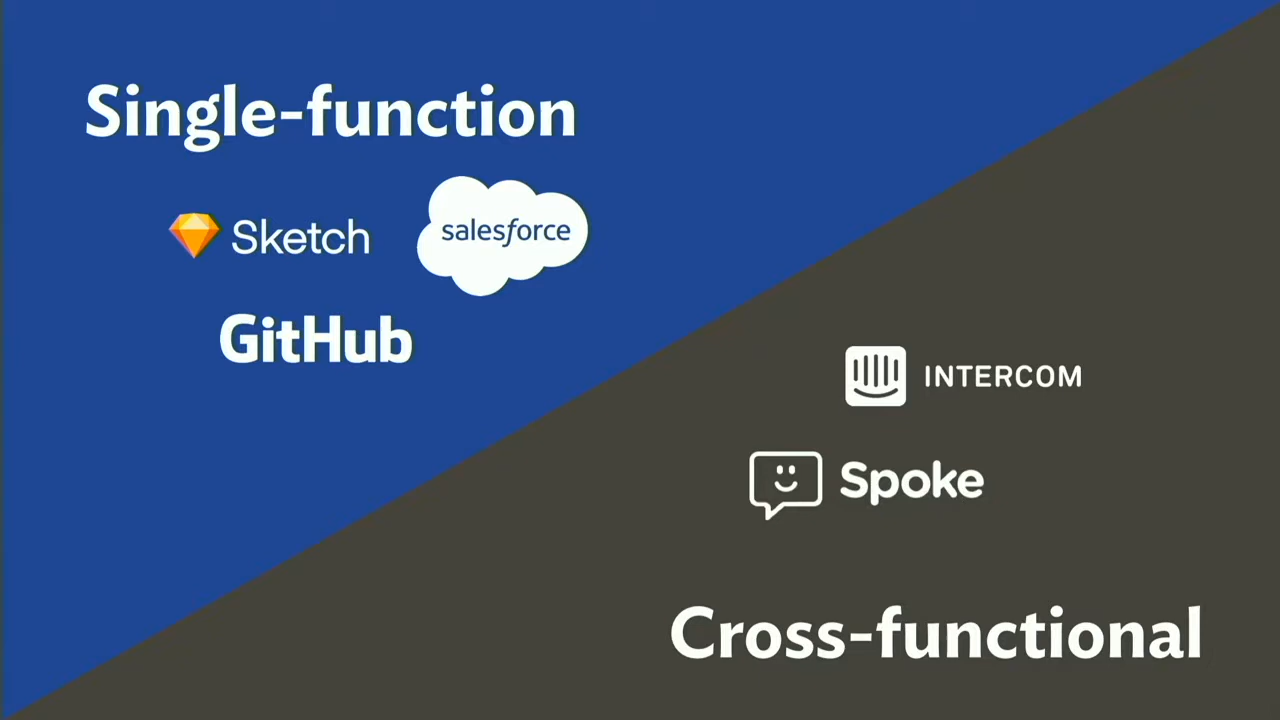 Single-function
Sketch
salesforce
GitHub
INTERCOM
Spoke
Cross-functional